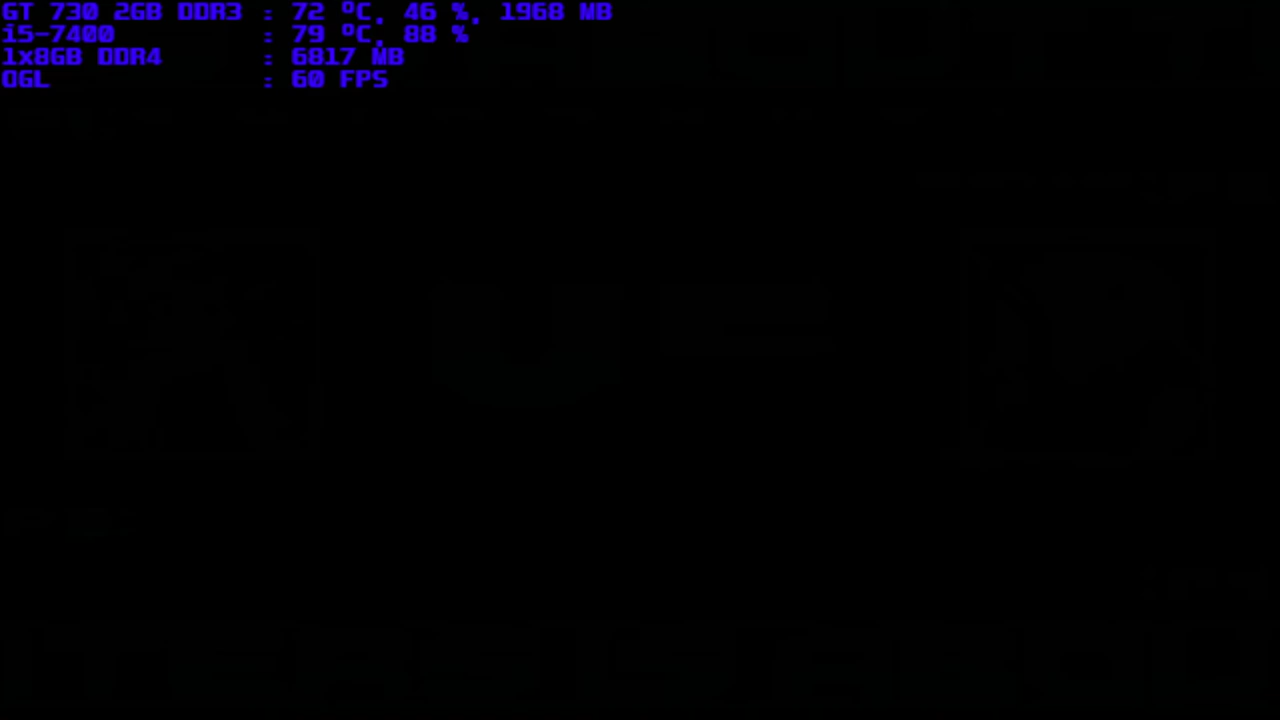 GT 730 2GB DDR3 : 72 ºC, 46 %, 1968 MB
i5-7400 : 79 ºC, 88 %
1x8GB DDR4 : 6817 MB
OGL : 60 FPS